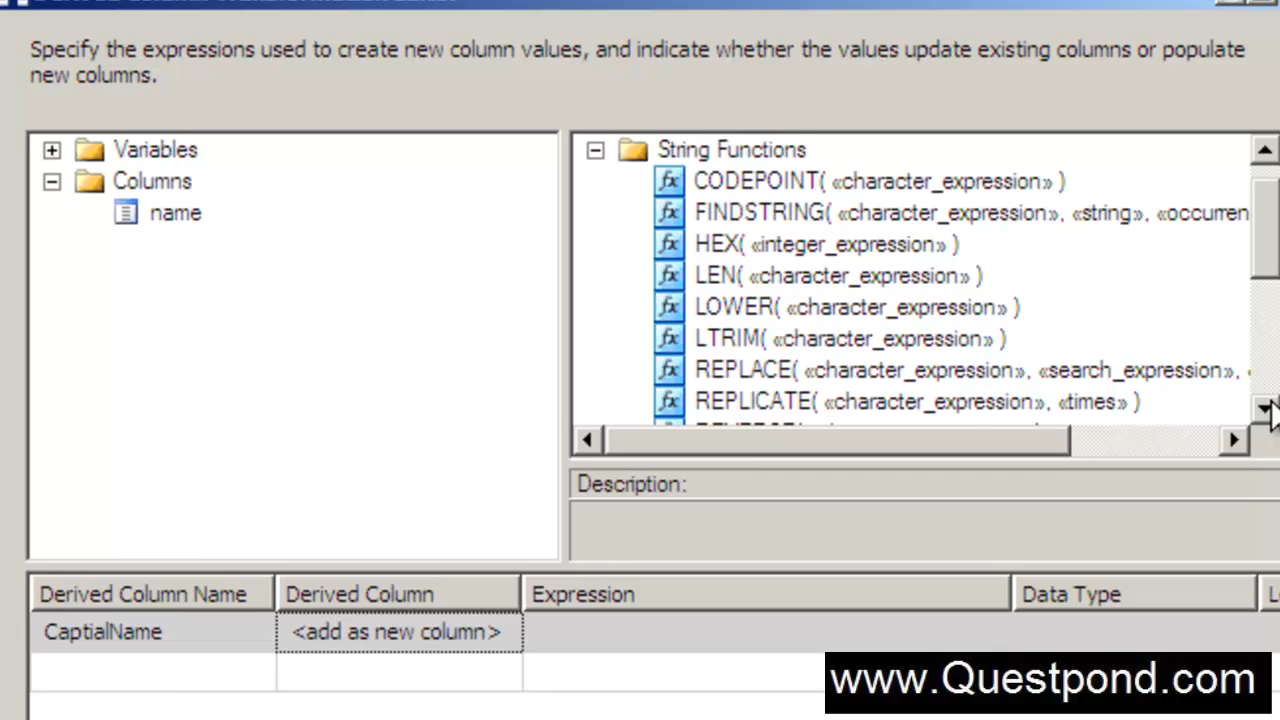 Specify the expressions used to create new column values, and indicate whether the values update existing columns or populate
new columns.
Variables
Columns
name
String Functions
CODEPOINT( «character_expression» )
FINDSTRING( «character_expression», «string», «occurren
HEX( «integer_expression» )
LEN( «character_expression» )
LOWER( «character_expression» )
LTRIM( «character_expression» )
REPLACE( «character_expression», «search_expression», «
REPLICATE( «character_expression», «times» )
Description:
Derived Column Name
Derived Column
Expression
Data Type
CaptialName
<add as new column>
www.Questpond.com